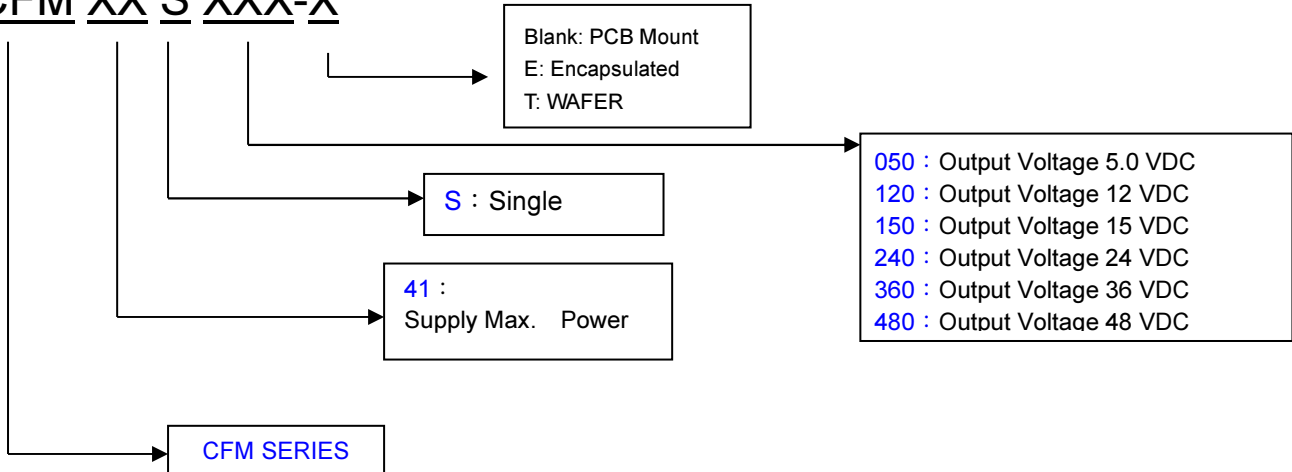 CFM XX S XXX-X
Blank: PCB Mount
E: Encapsulated
T: WAFER
050：Output Voltage 5.0 VDC
120：Output Voltage 12 VDC
150：Output Voltage 15 VDC
240：Output Voltage 24 VDC
360：Output Voltage 36 VDC
480：Output Voltage 48 VDC
S：Single
41：
Supply Max. Power
CFM SERIES